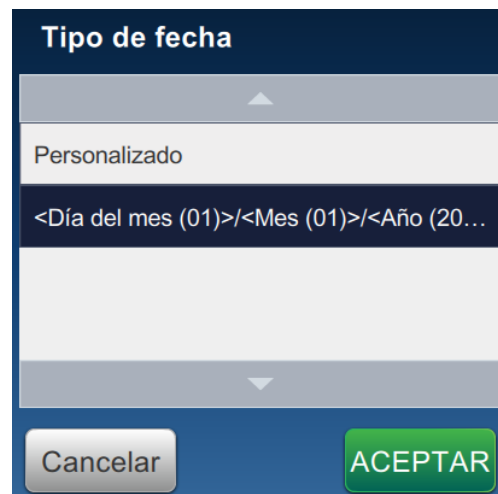 Tipo de fecha
Personalizado
<Día del mes (01)>/<Mes (01)>/<Año (20...
Cancelar
ACEPTAR